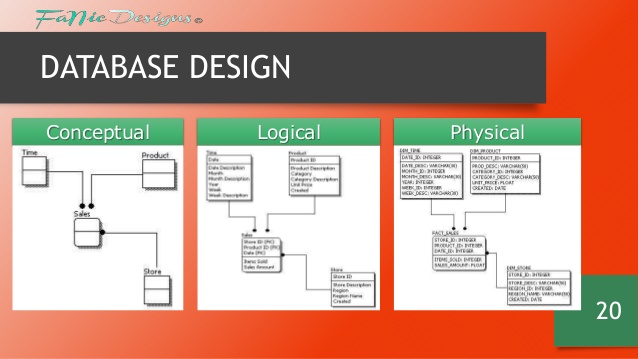 FaNic Designs ©
DATABASE DESIGN
Conceptual
Time
Product
Sales
Store
Logical
Time
Date
Date Description
Month
Month Description
Year
Week
Week Description
Product
Product ID
Product Description
Category
Category Description
Unit Price
Created
Sales
Store ID (FK)
Product ID (FK)
Date (FK)
Items Sold
Sales Amount
Store
Store ID
Store Description
Region
Region Name
Created
Physical
DIM_TIME
DATE_ID: INTEGER
DATE_DESC: VARCHAR(30)
MONTH_ID: INTEGER
MONTH_DESC: VARCHAR(30)
YEAR: INTEGER
WEEK_ID: INTEGER
WEEK_DESC: VARCHAR(30)
DIM_PRODUCT
PRODUCT_ID: INTEGER
PROD_DESC: VARCHAR(30)
CATEGORY_ID: INTEGER
CATEGORY_DESC: VARCHAR(30)
UNIT_PRICE: FLOAT
CREATED: DATE
FACT_SALES
STORE_ID: INTEGER
PRODUCT_ID: INTEGER
DATE_ID: INTEGER
ITEMS_SOLD: INTEGER
SALES_AMOUNT: FLOAT
DIM_STORE
STORE_ID: INTEGER
STORE_DESC: VARCHAR(30)
REGION_ID: INTEGER
REGION_NAME: VARCHAR(30)
CREATED: DATE
20